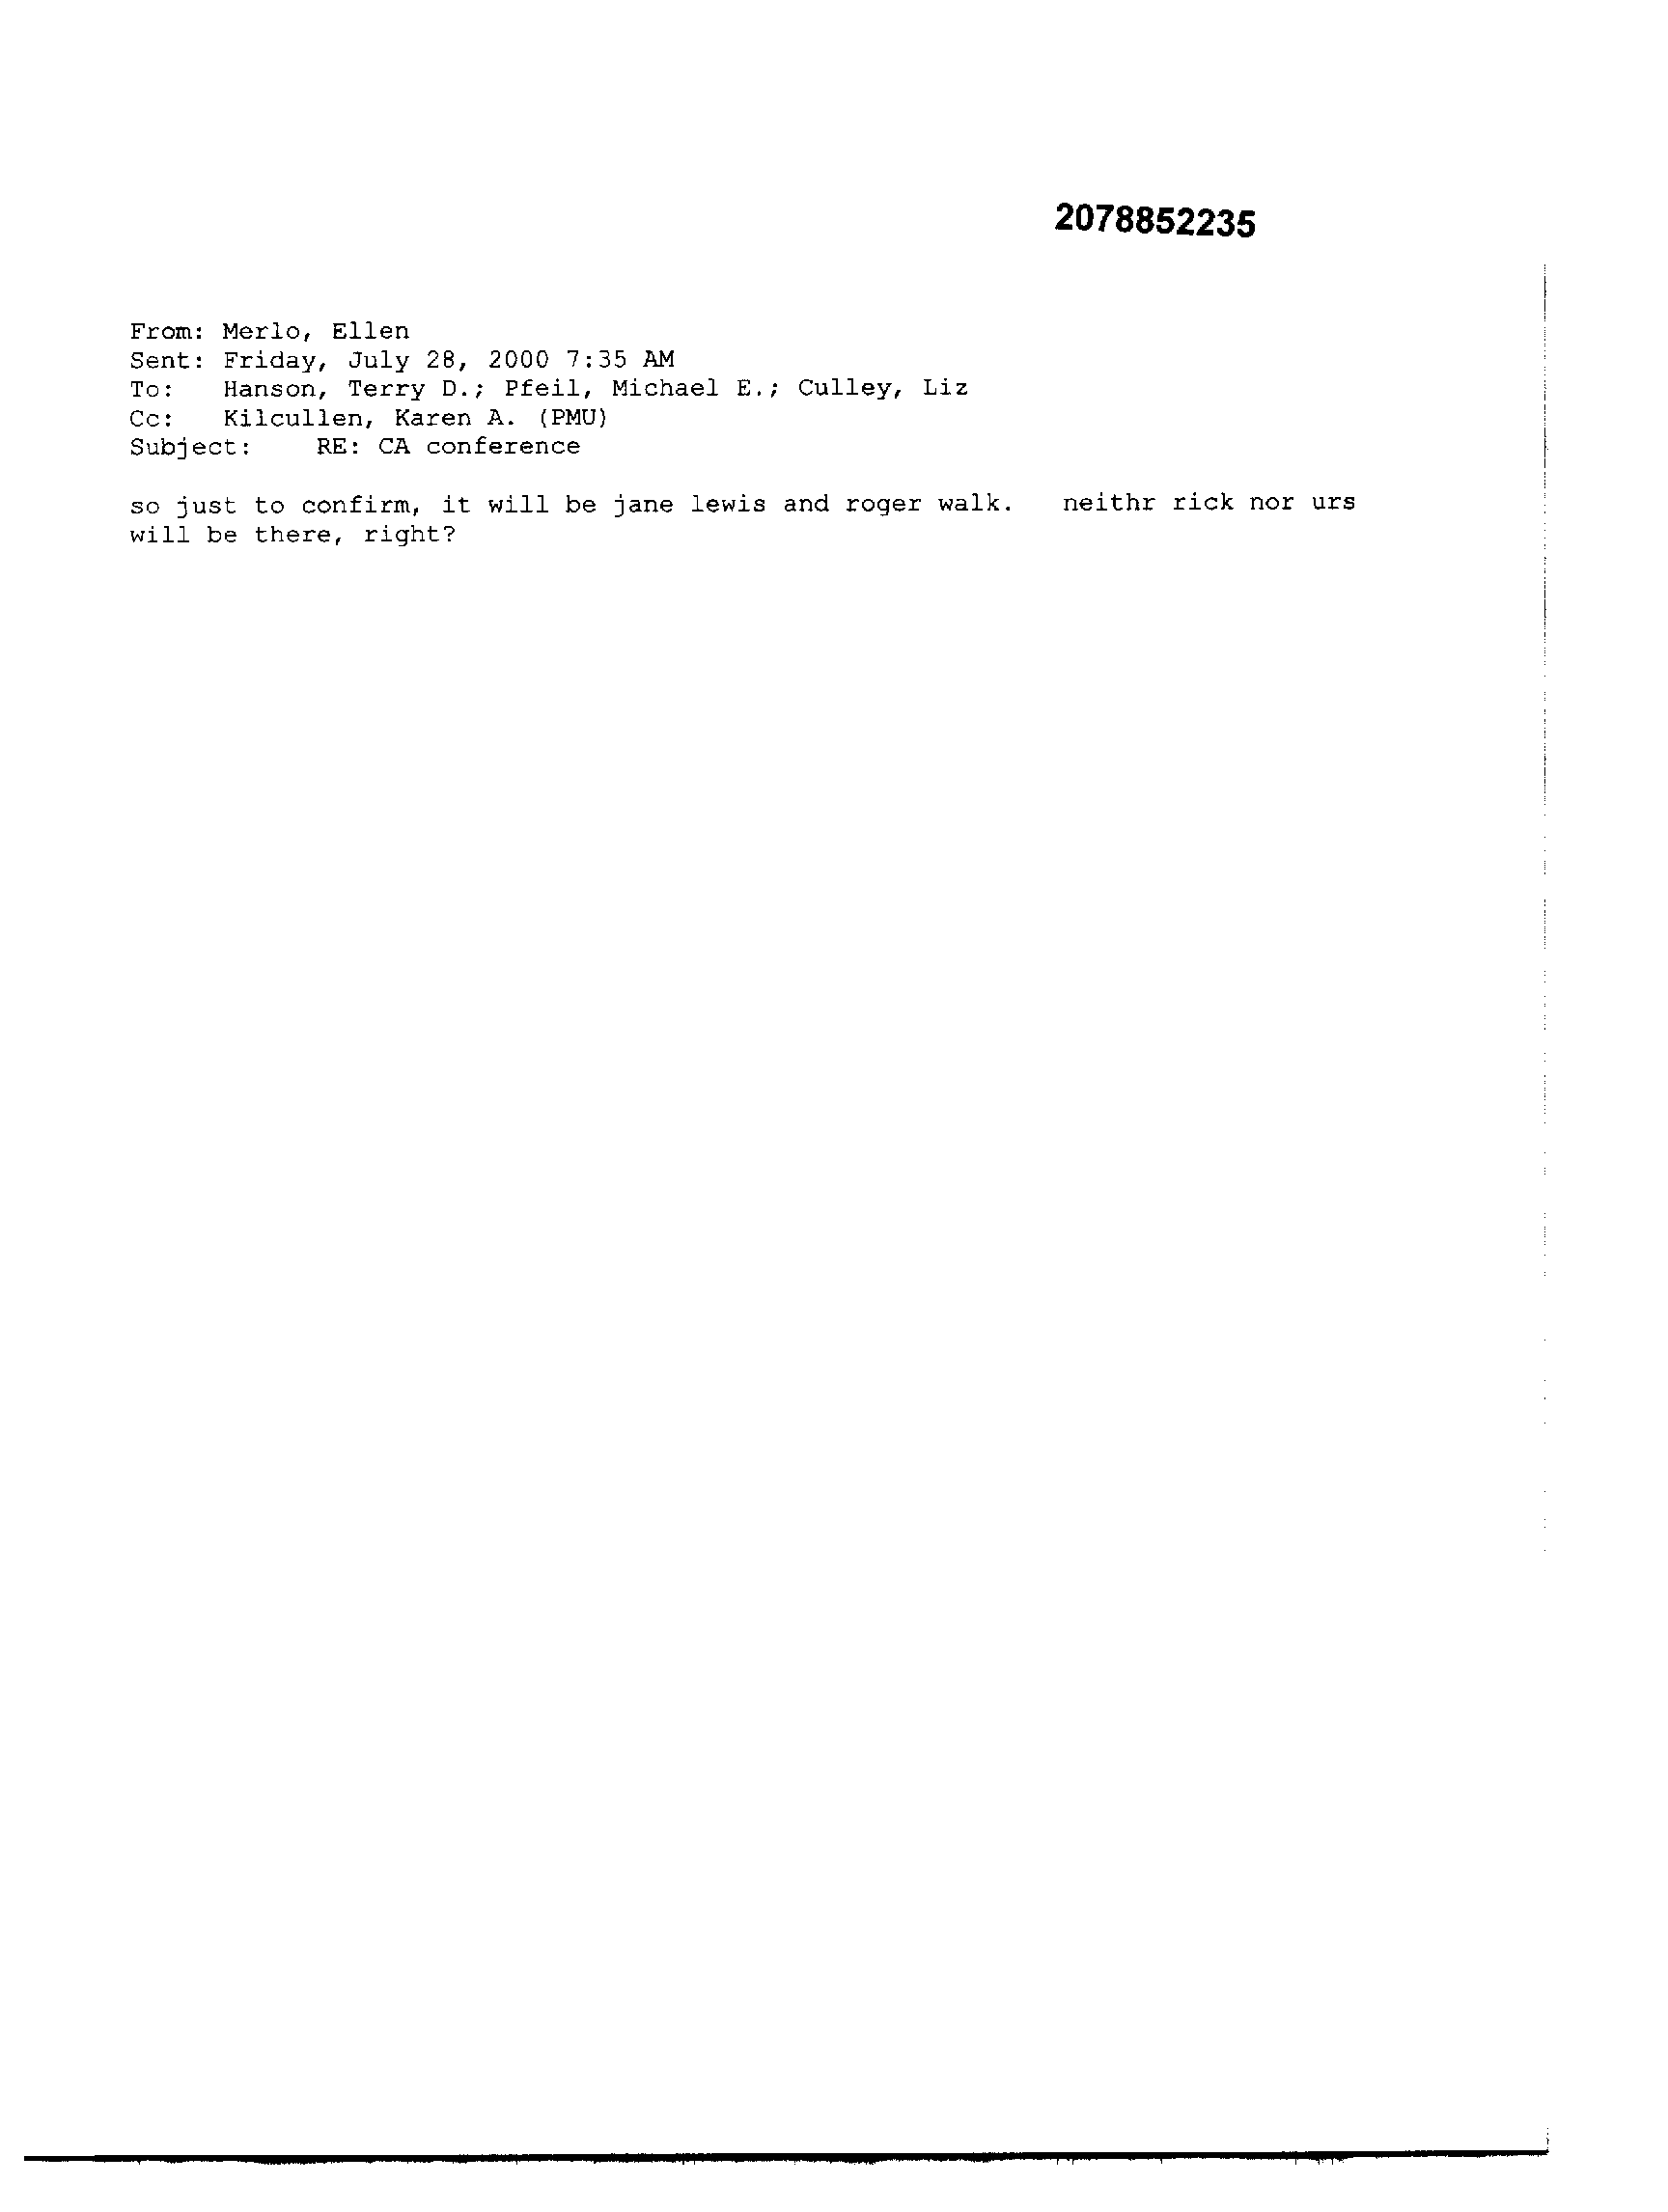 2078852235
From: Merlo, Ellen
Sent: Friday, July 28, 2000 7:35 AM
To: Hanson, Terry D.; Pfeil, Michael E.; Culley, Liz
Cc: Kilcullen, Karen A. (PMU)
Subject: RE: CA conference
so just to confirm, it will be jane lewis and roger walk. neithr rick nor urs
will be there, right?